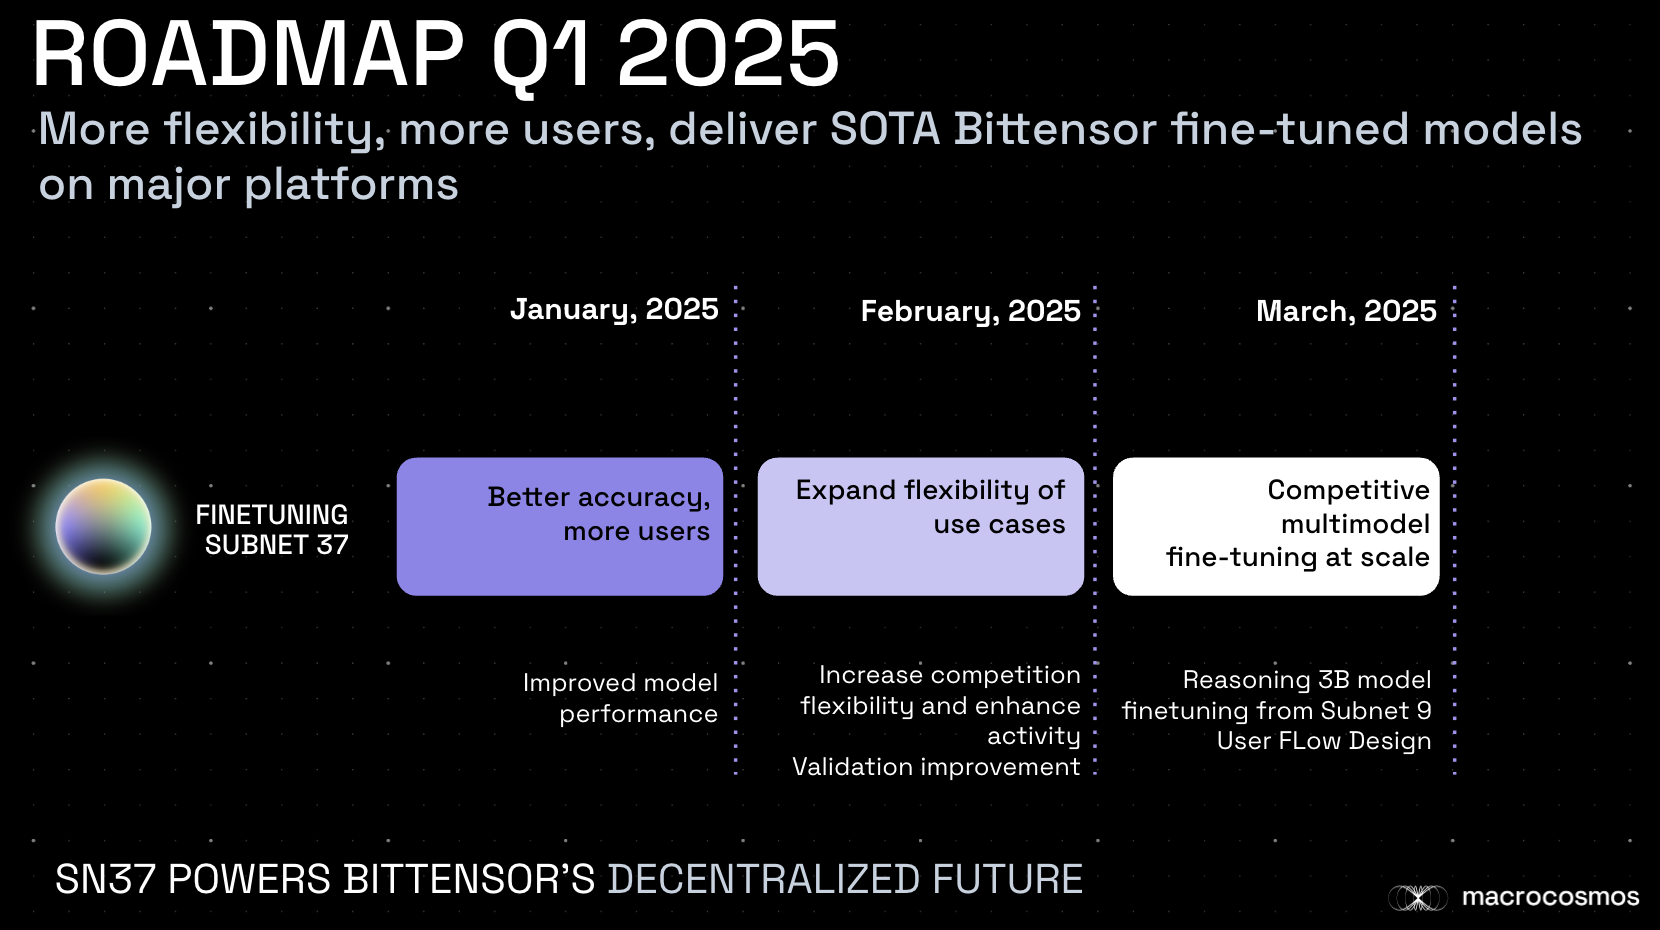 ROADMAP Q1 2025
More flexibility, more users, deliver SOTA Bittensor fine-tuned models
on major platforms
January, 2025
February, 2025
March, 2025
FINETUNING
SUBNET 37
Better accuracy,
more users
Expand flexibility of
use cases
Competitive
multimodel
fine-tuning at scale
Improved model
performance
Increase competition
flexibility and enhance
activity
Validation improvement
Reasoning 3B model
finetuning from Subnet 9
User FLow Design
SN37 POWERS BITTENSOR’S DECENTRALIZED FUTURE
macrocosmos